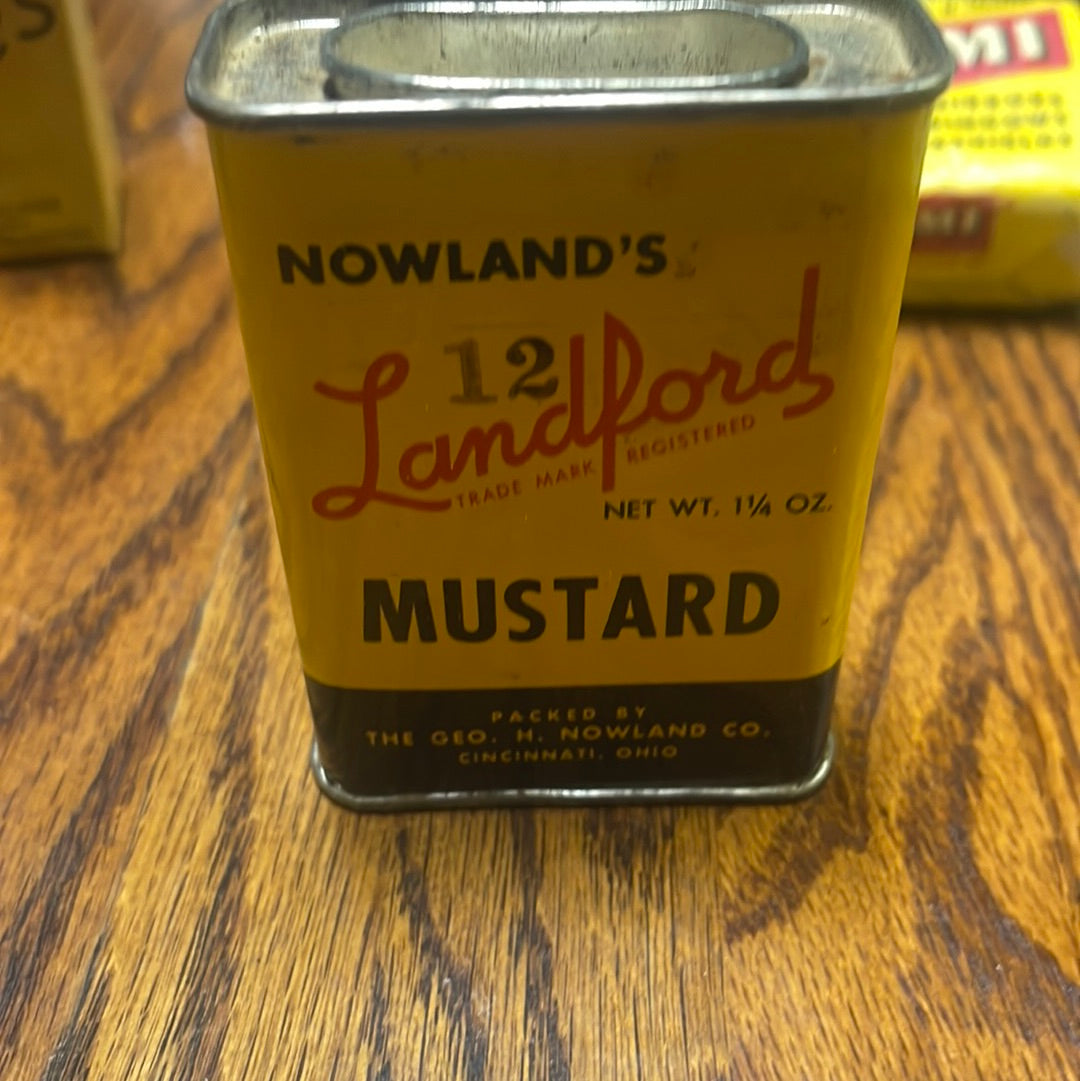 NOWLAND'S
12
Landford
TRADE MARK REGISTERED
NET WT. 1¼ OZ.
MUSTARD
PACKED BY
THE GEO. H. NOWLAND CO.
CINCINNATI, OHIO
MI
MI